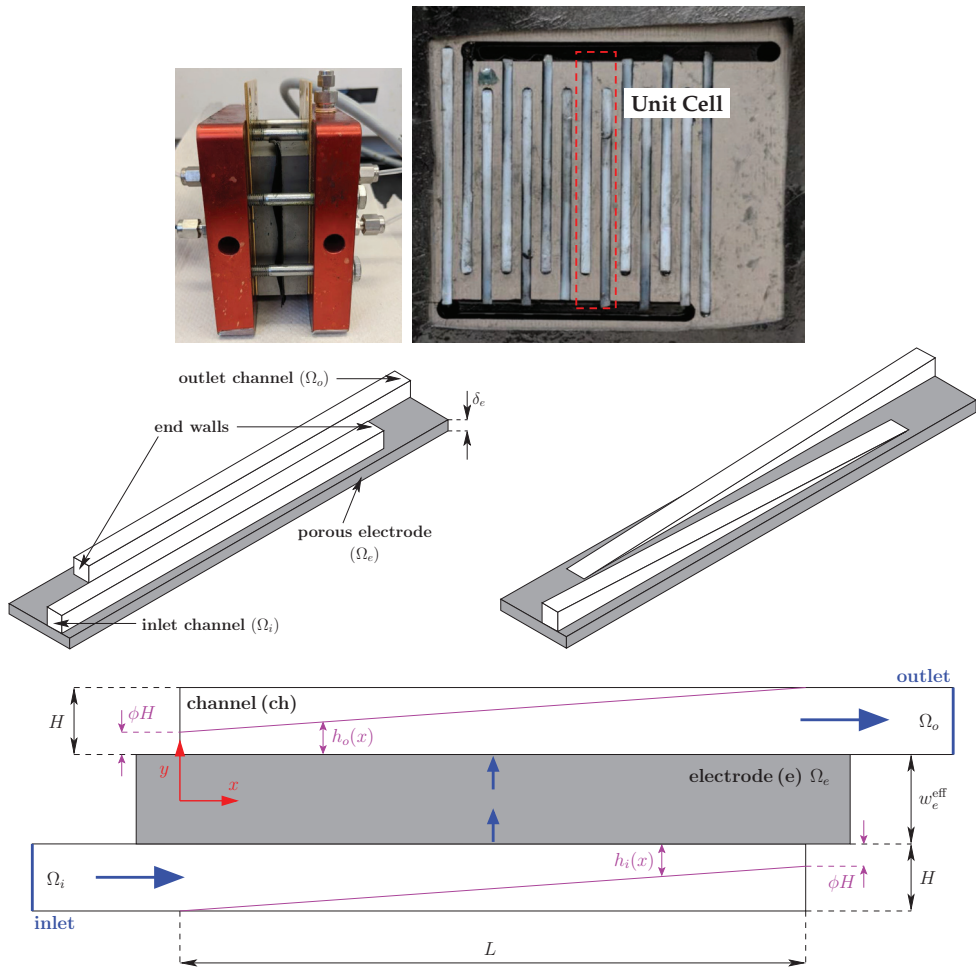 Unit Cell
outlet channel (Ω_o)
δ_e
end walls
porous electrode
(Ω_e)
inlet channel (Ω_i)
outlet
channel (ch)
H
ϕH
h_o(x)
Ω_o
y
x
electrode (e) Ω_e
w_e^eff
Ω_i
h_i(x)
ϕH
H
inlet
L